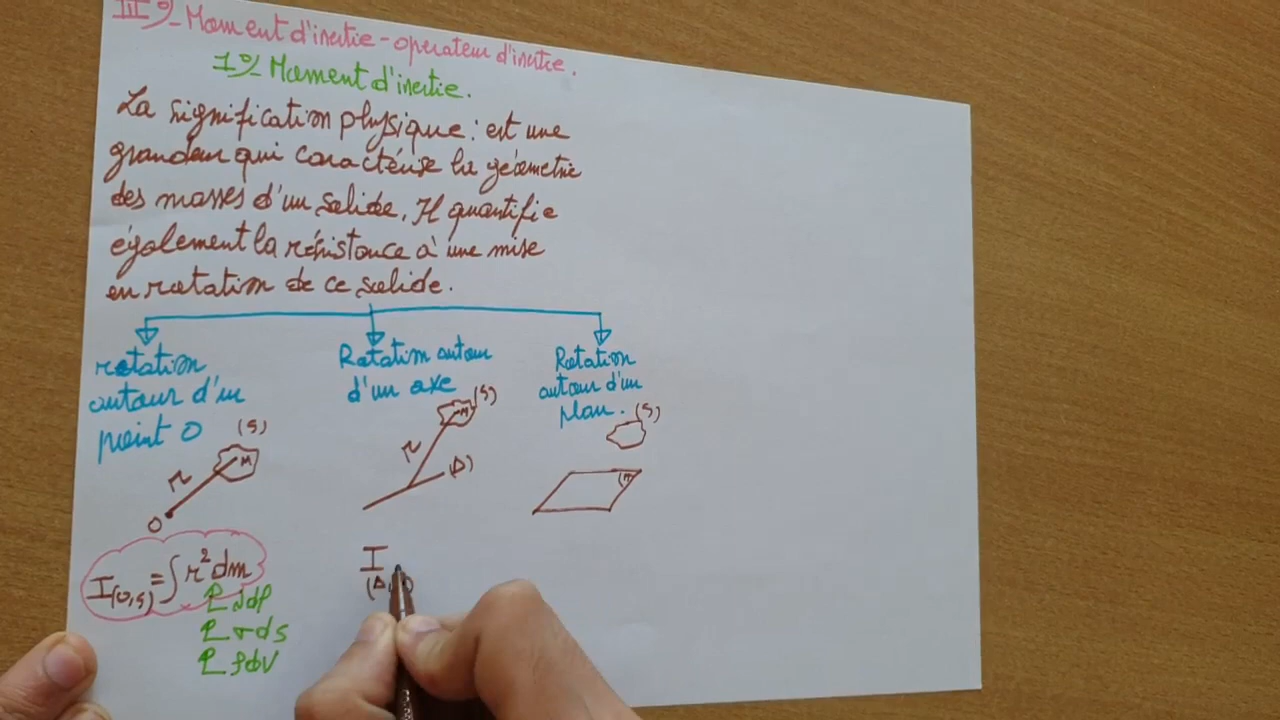 III°/- Moment d'inertie - operateur d'inertie.
1°/- Moment d'inertie.
La signification physique : est une
grandeur qui caractérise la géometrie
des masses d'un solide, Il quantifie
également la résistance à une mise
en rotation de ce solide.
rotation
autour d'un
point O
(S)
M
r
O
I(O,S) = ∫ r² dm
λdl
σds
ρdV
Rotation autour
d'un axe
(S)
M
r
(Δ)
I
(Δ,
Rotation
autour d'un
plan.
(S)